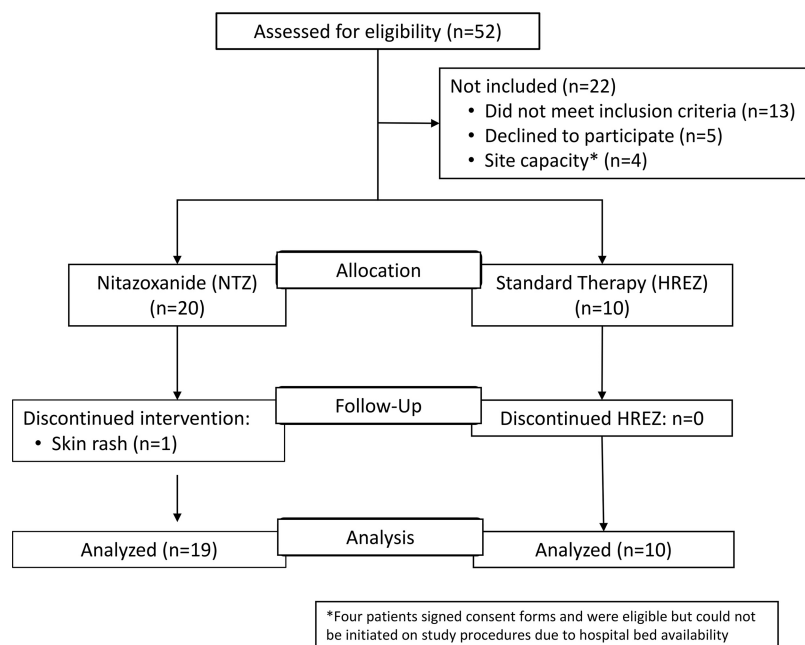 Assessed for eligibility (n=52)
Not included (n=22)
• Did not meet inclusion criteria (n=13)
• Declined to participate (n=5)
• Site capacity* (n=4)
Allocation
Nitazoxanide (NTZ)
(n=20)
Standard Therapy (HREZ)
(n=10)
Follow-Up
Discontinued intervention:
• Skin rash (n=1)
Discontinued HREZ: n=0
Analysis
Analyzed (n=19)
Analyzed (n=10)
*Four patients signed consent forms and were eligible but could not
be initiated on study procedures due to hospital bed availability